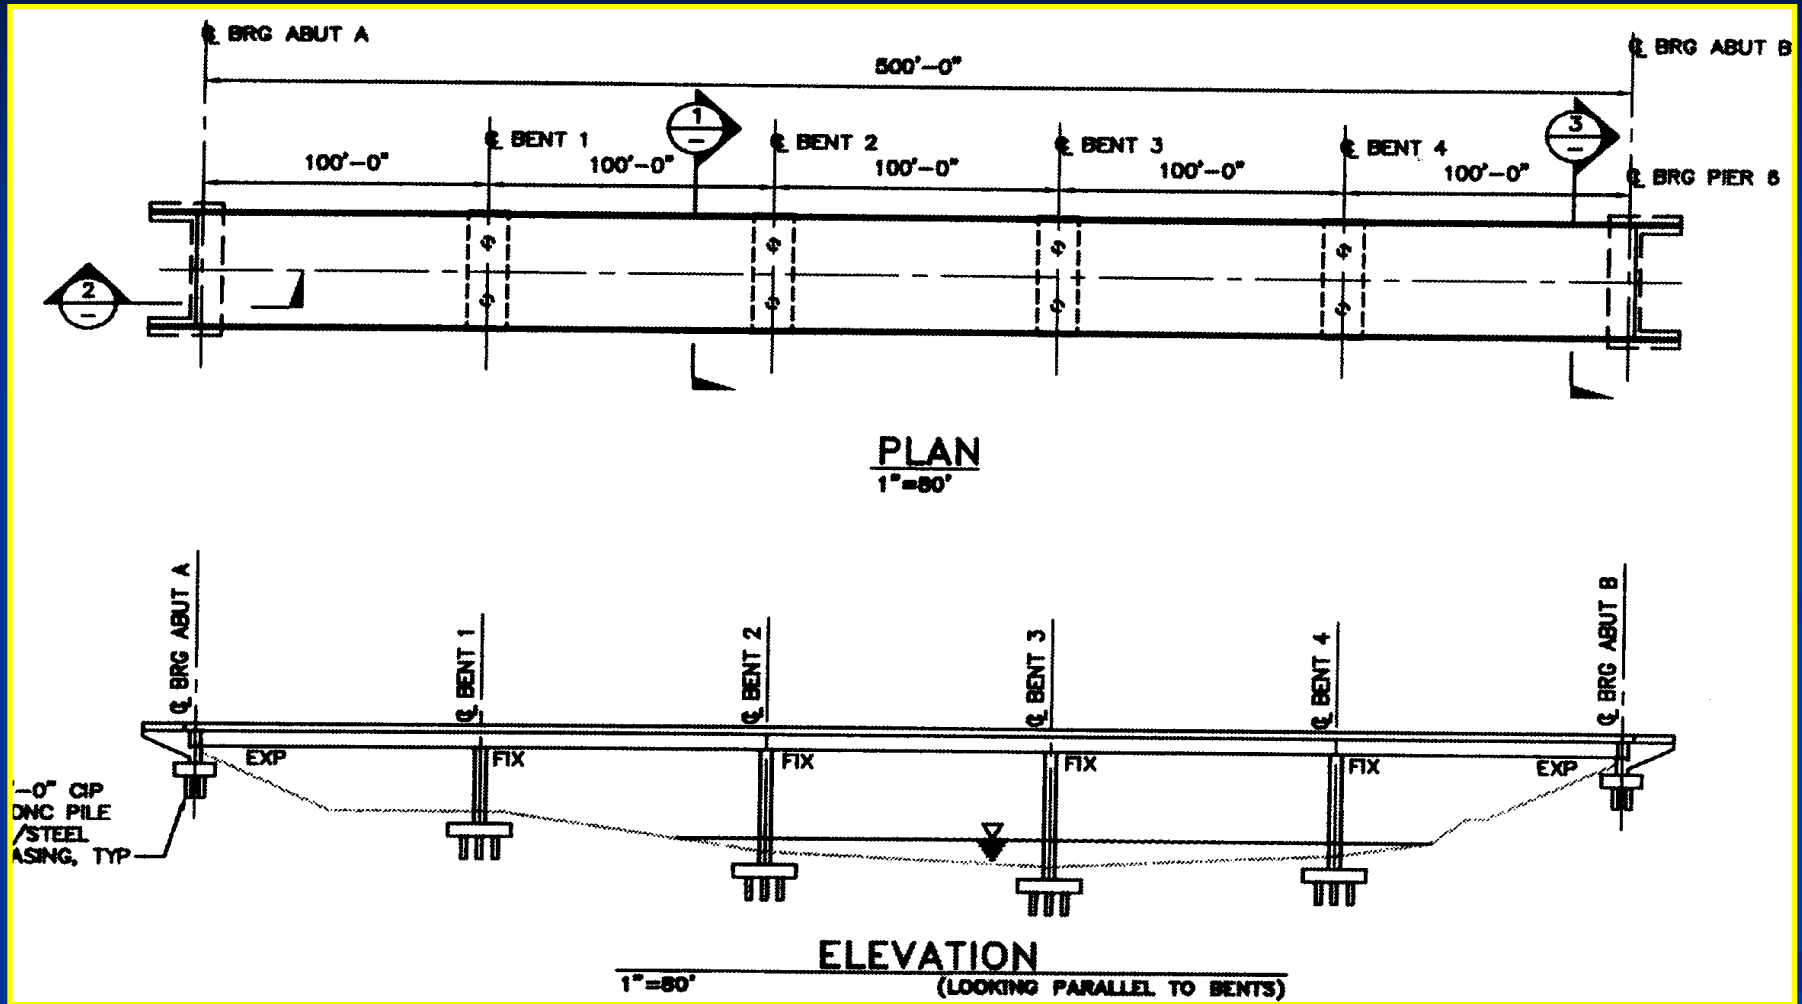 ℄ BRG ABUT A
℄ BRG ABUT B
500'-0"
1
3
℄ BENT 1
℄ BENT 2
℄ BENT 3
℄ BENT 4
100'-0"
100'-0"
100'-0"
100'-0"
100'-0"
℄ BRG PIER 6
2
PLAN
1"=80'
℄ BRG ABUT A
℄ BENT 1
℄ BENT 2
℄ BENT 3
℄ BENT 4
℄ BRG ABUT B
EXP
FIX
FIX
FIX
FIX
EXP
'-0" CIP
ONC PILE
/STEEL
ASING, TYP
ELEVATION
1"=80'
(LOOKING PARALLEL TO BENTS)